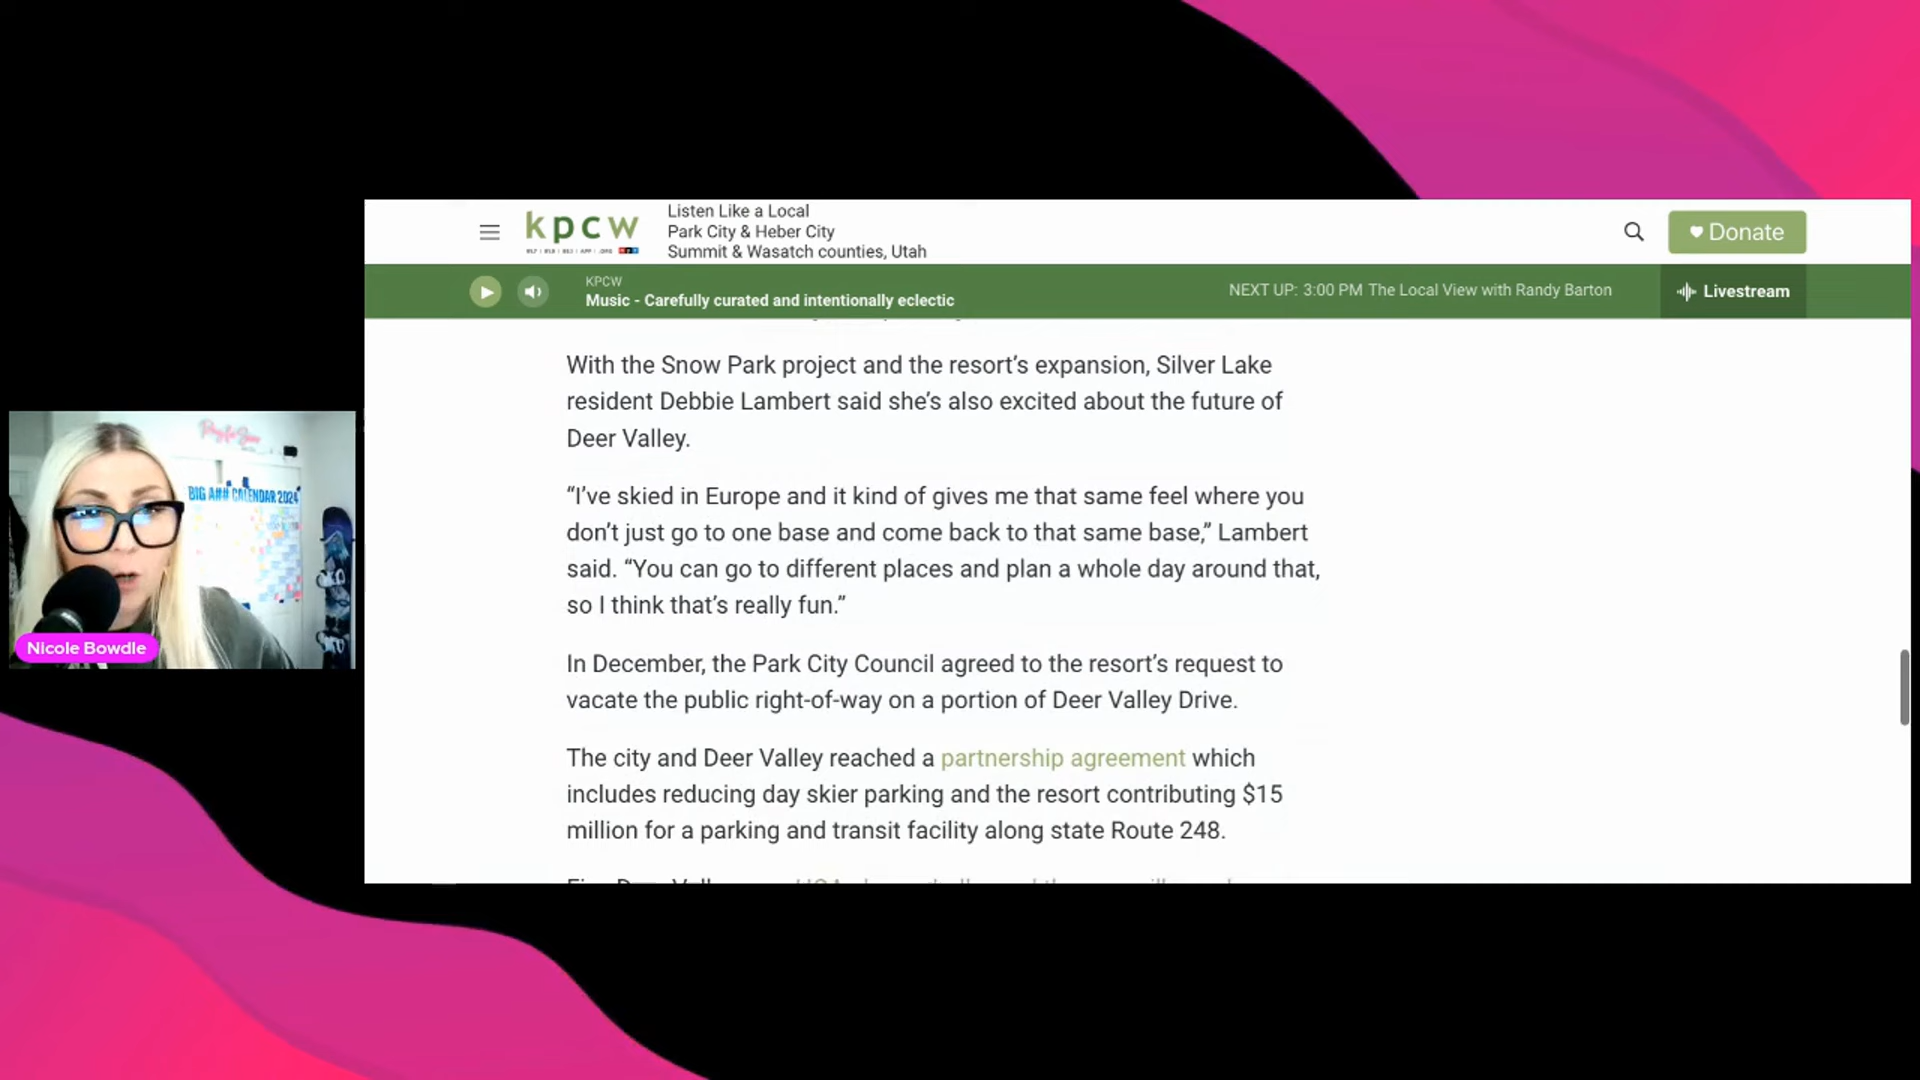 kpcw
Listen Like a Local
Park City & Heber City
Summit & Wasatch counties, Utah
Donate
KPCW
Music - Carefully curated and intentionally eclectic
NEXT UP: 3:00 PM The Local View with Randy Barton
Livestream
With the Snow Park project and the resort’s expansion, Silver Lake
resident Debbie Lambert said she’s also excited about the future of
Deer Valley.
“I’ve skied in Europe and it kind of gives me that same feel where you
don’t just go to one base and come back to that same base,” Lambert
said. “You can go to different places and plan a whole day around that,
so I think that’s really fun.”
In December, the Park City Council agreed to the resort’s request to
vacate the public right-of-way on a portion of Deer Valley Drive.
The city and Deer Valley reached a partnership agreement which
includes reducing day skier parking and the resort contributing $15
million for a parking and transit facility along state Route 248.
BIG A## CALENDAR 2024
Nicole Bowdle